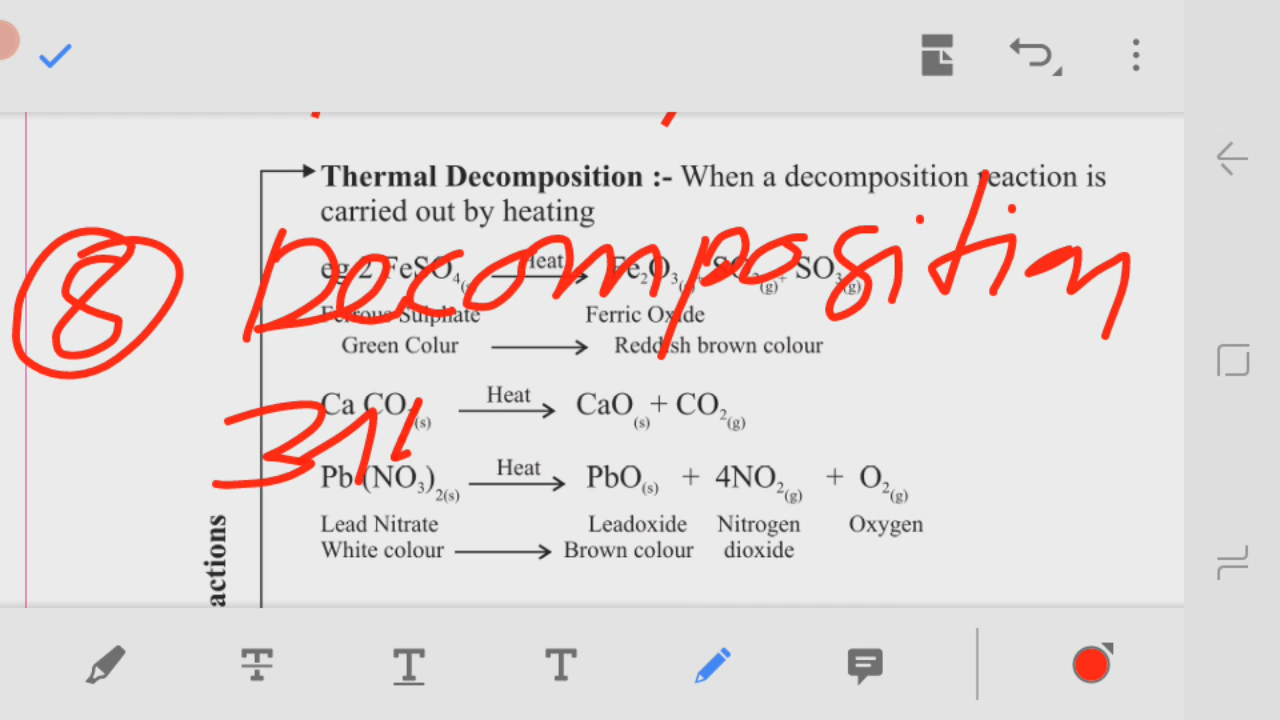 Thermal Decomposition :- When a decomposition reaction is
carried out by heating
⑧ Decomposition
eg 2 FeSO₄(s) Heat → Fe₂O₃(s) + SO₂(g) + SO₃(g)
Ferrous Sulphate Ferric Oxide
Green Colur → Reddish brown colour
Ca CO₃(s) Heat → CaO(s) + CO₂(g)
Pb (NO₃)₂(s) Heat → PbO(s) + 4NO₂(g) + O₂(g)
Lead Nitrate Leadoxide Nitrogen Oxygen
White colour → Brown colour dioxide
actions
T T T